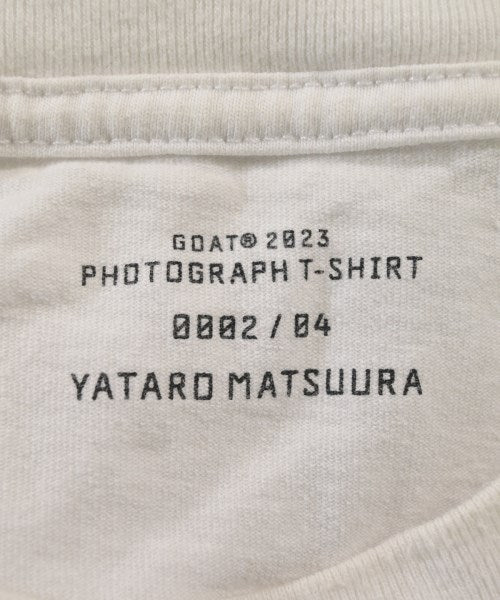 GOAT® 2023
PHOTOGRAPH T-SHIRT
0002 / 04
YATARO MATSUURA